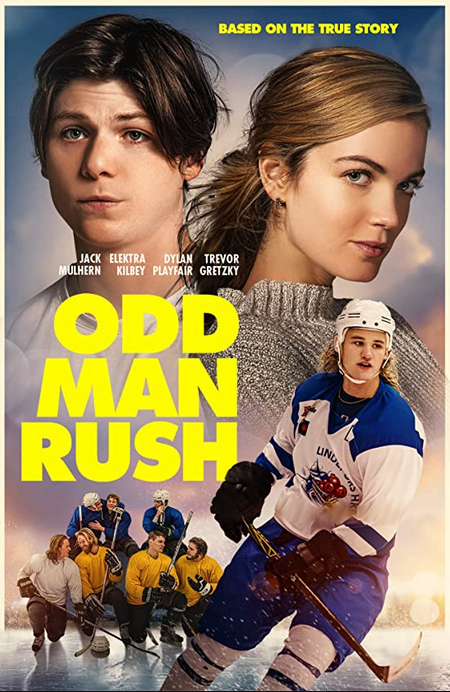 BASED ON THE TRUE STORY
JACK MULHERN
ELEKTRA KILBEY
DYLAN PLAYFAIR
TREVOR GRETZKY
ODD
MAN
RUSH